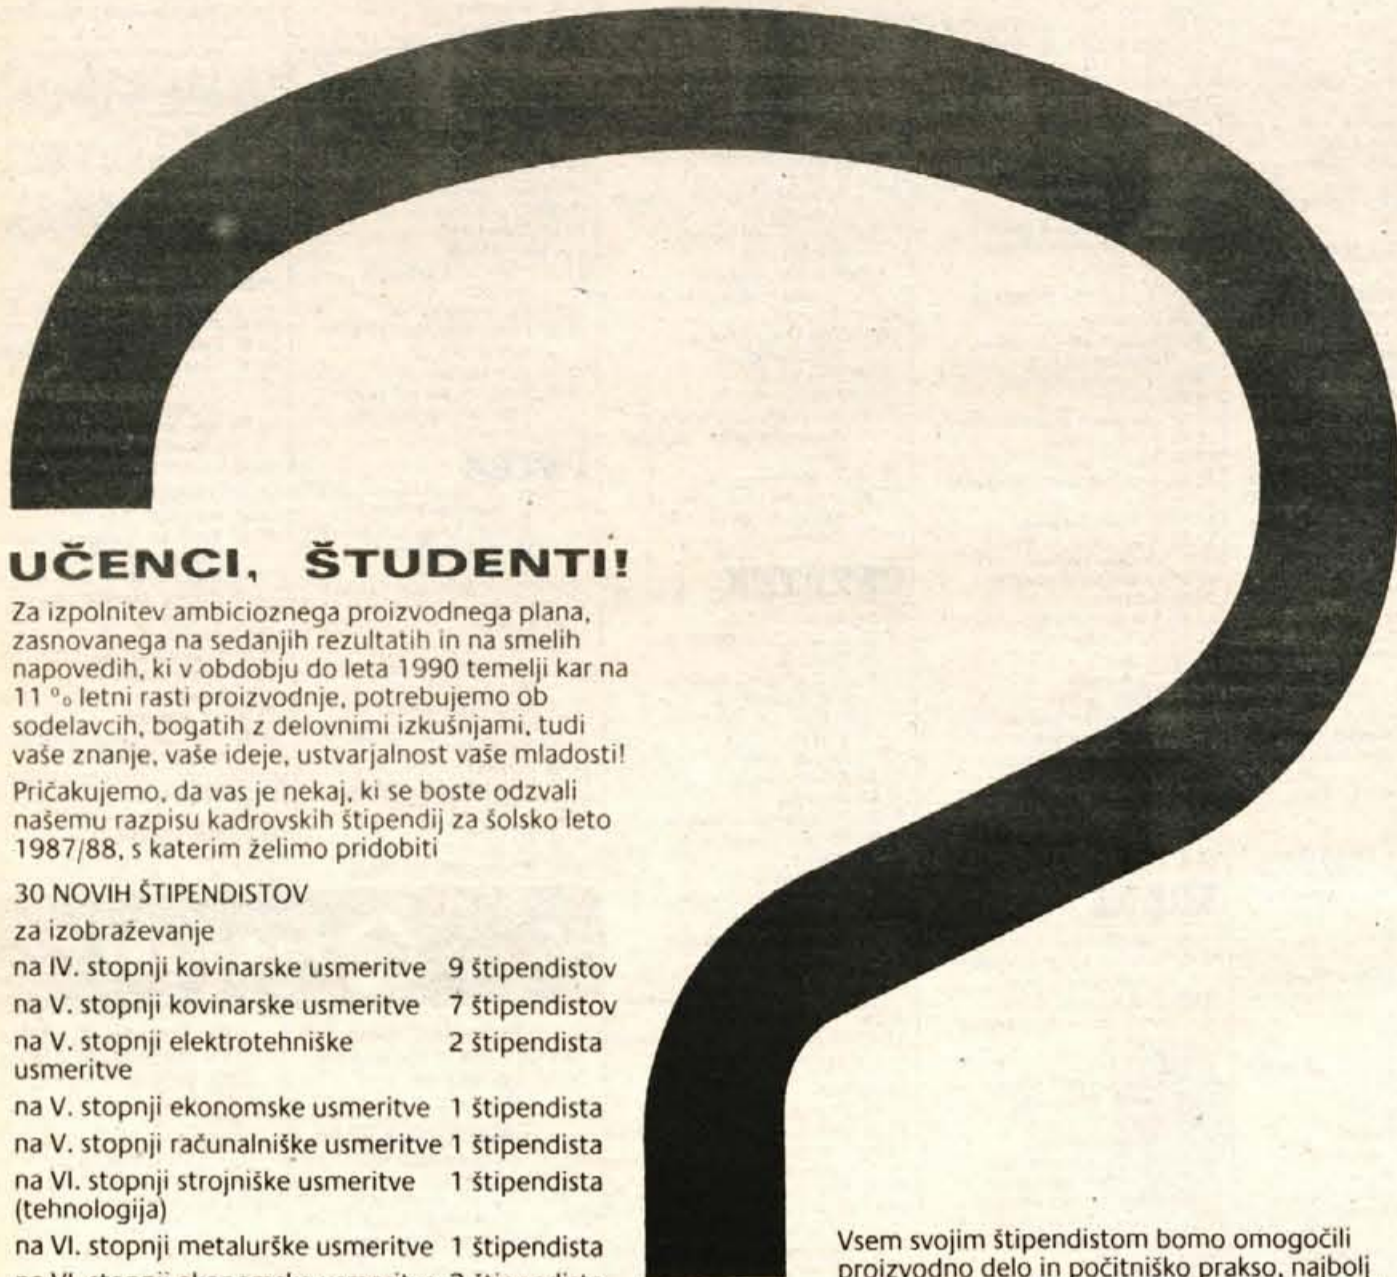 UČENCI, ŠTUDENTI!
Za izpolnitev ambicioznega proizvodnega plana,
zasnovanega na sedanjih rezultatih in na smelih
napovedih, ki v obdobju do leta 1990 temelji kar na
11 % letni rasti proizvodnje, potrebujemo ob
sodelavcih, bogatih z delovnimi izkušnjami, tudi
vaše znanje, vaše ideje, ustvarjalnost vaše mladosti!
Pričakujemo, da vas je nekaj, ki se boste odzvali
našemu razpisu kadrovskih štipendij za šolsko leto
1987/88, s katerim želimo pridobiti
30 NOVIH ŠTIPENDISTOV
za izobraževanje
na IV. stopnji kovinarske usmeritve 9 štipendistov
na V. stopnji kovinarske usmeritve 7 štipendistov
na V. stopnji elektrotehniške 2 štipendista
usmeritve
na V. stopnji ekonomske usmeritve 1 štipendista
na V. stopnji računalniške usmeritve 1 štipendista
na VI. stopnji strojniške usmeritve 1 štipendista
(tehnologija)
na VI. stopnji metalurške usmeritve 1 štipendista
Vsem svojim štipendistom bomo omogočili
proizvodno delo in počitniško prakso, najbolj